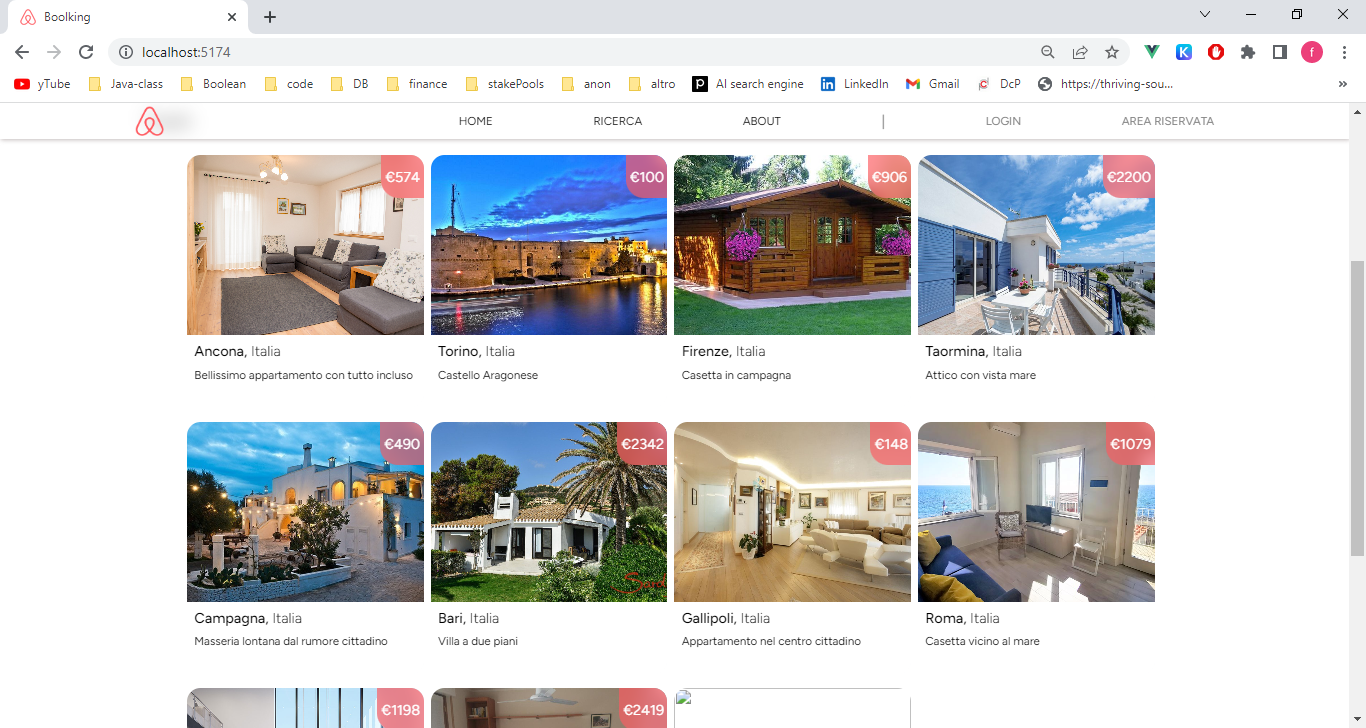 Boolking
localhost:5174
yTube Java-class Boolean code DB finance stakePools anon altro AI search engine LinkedIn Gmail DcP https://thriving-sou... »
HOME RICERCA ABOUT | LOGIN AREA RISERVATA
€574 €100 €906 €2200
Ancona, Italia Torino, Italia Firenze, Italia Taormina, Italia
Bellissimo appartamento con tutto incluso Castello Aragonese Casetta in campagna Attico con vista mare
€490 €2342 €148 €1079
Campagna, Italia Bari, Italia Gallipoli, Italia Roma, Italia
Masseria lontana dal rumore cittadino Villa a due piani Appartamento nel centro cittadino Casetta vicino al mare
€1198 €2419